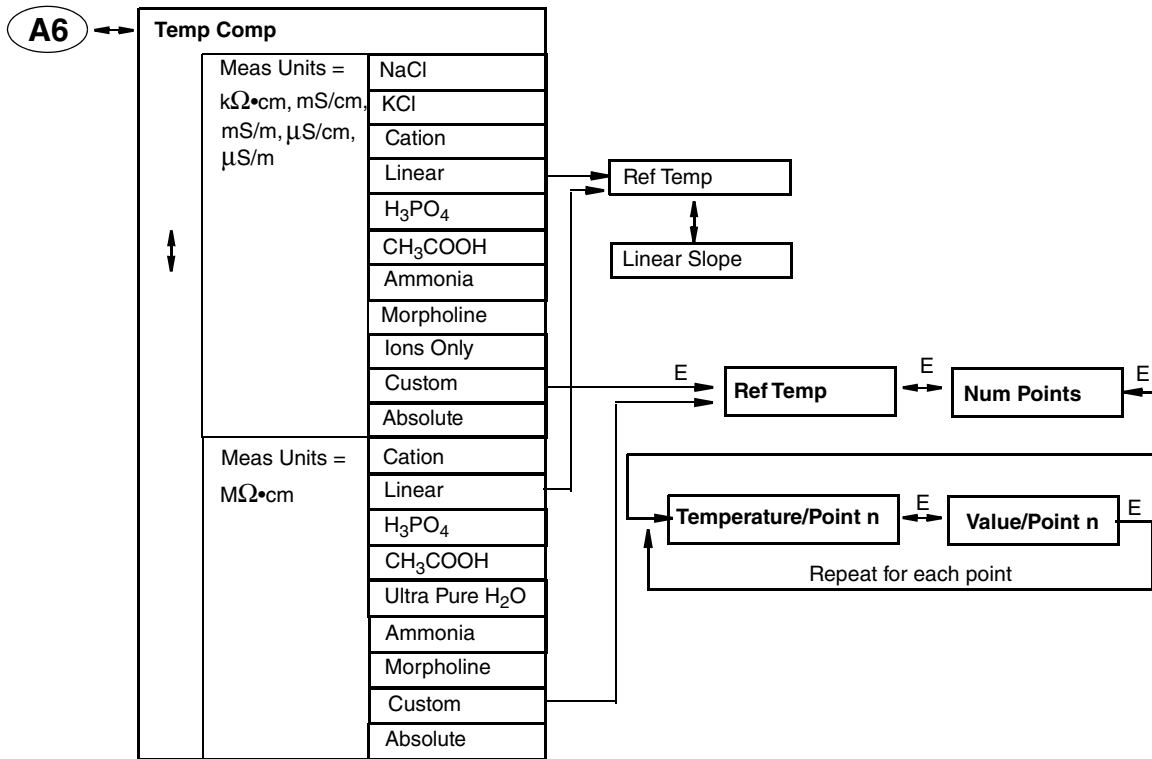 A6
Temp Comp
Meas Units =
kΩ•cm, mS/cm,
mS/m, μS/cm,
μS/m
NaCl
KCl
Cation
Linear
H₃PO₄
CH₃COOH
Ammonia
Morpholine
Ions Only
Custom
Absolute
Ref Temp
Linear Slope
E
Ref Temp
E
Num Points
E
Meas Units =
MΩ•cm
Cation
Linear
H₃PO₄
CH₃COOH
Ultra Pure H₂O
Ammonia
Morpholine
Custom
Absolute
Temperature/Point n
E
Value/Point n
E
Repeat for each point